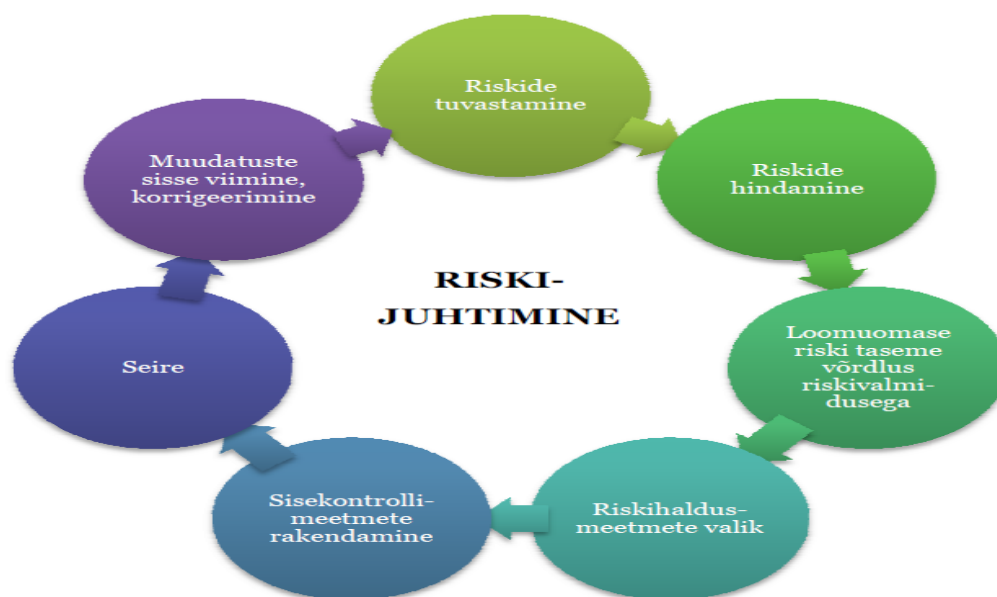 Riskide
tuvastamine
Riskide
hindamine
Loomuomase
riski taseme
võrdlus
riskivalmi-
dusega
Riskihaldus-
meetmete valik
Sisekontrolli-
meetmete
rakendamine
Seire
Muudatuste
sisse viimine,
korrigeerimine
RISKI-
JUHTIMINE